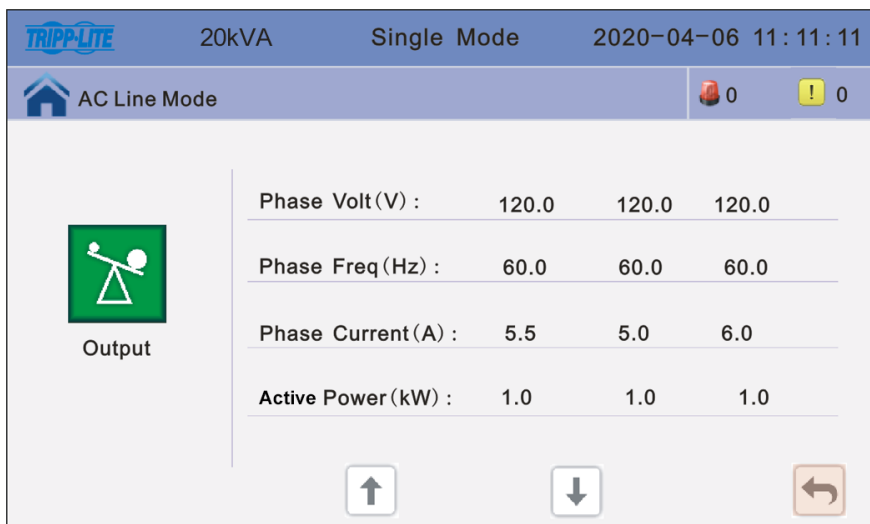 TRIPP·LITE 20kVA Single Mode 2020-04-06 11:11:11
AC Line Mode 0 ! 0
Phase Volt(V): 120.0 120.0 120.0
Phase Freq(Hz): 60.0 60.0 60.0
Phase Current(A): 5.5 5.0 6.0
Output
Active Power(kW): 1.0 1.0 1.0